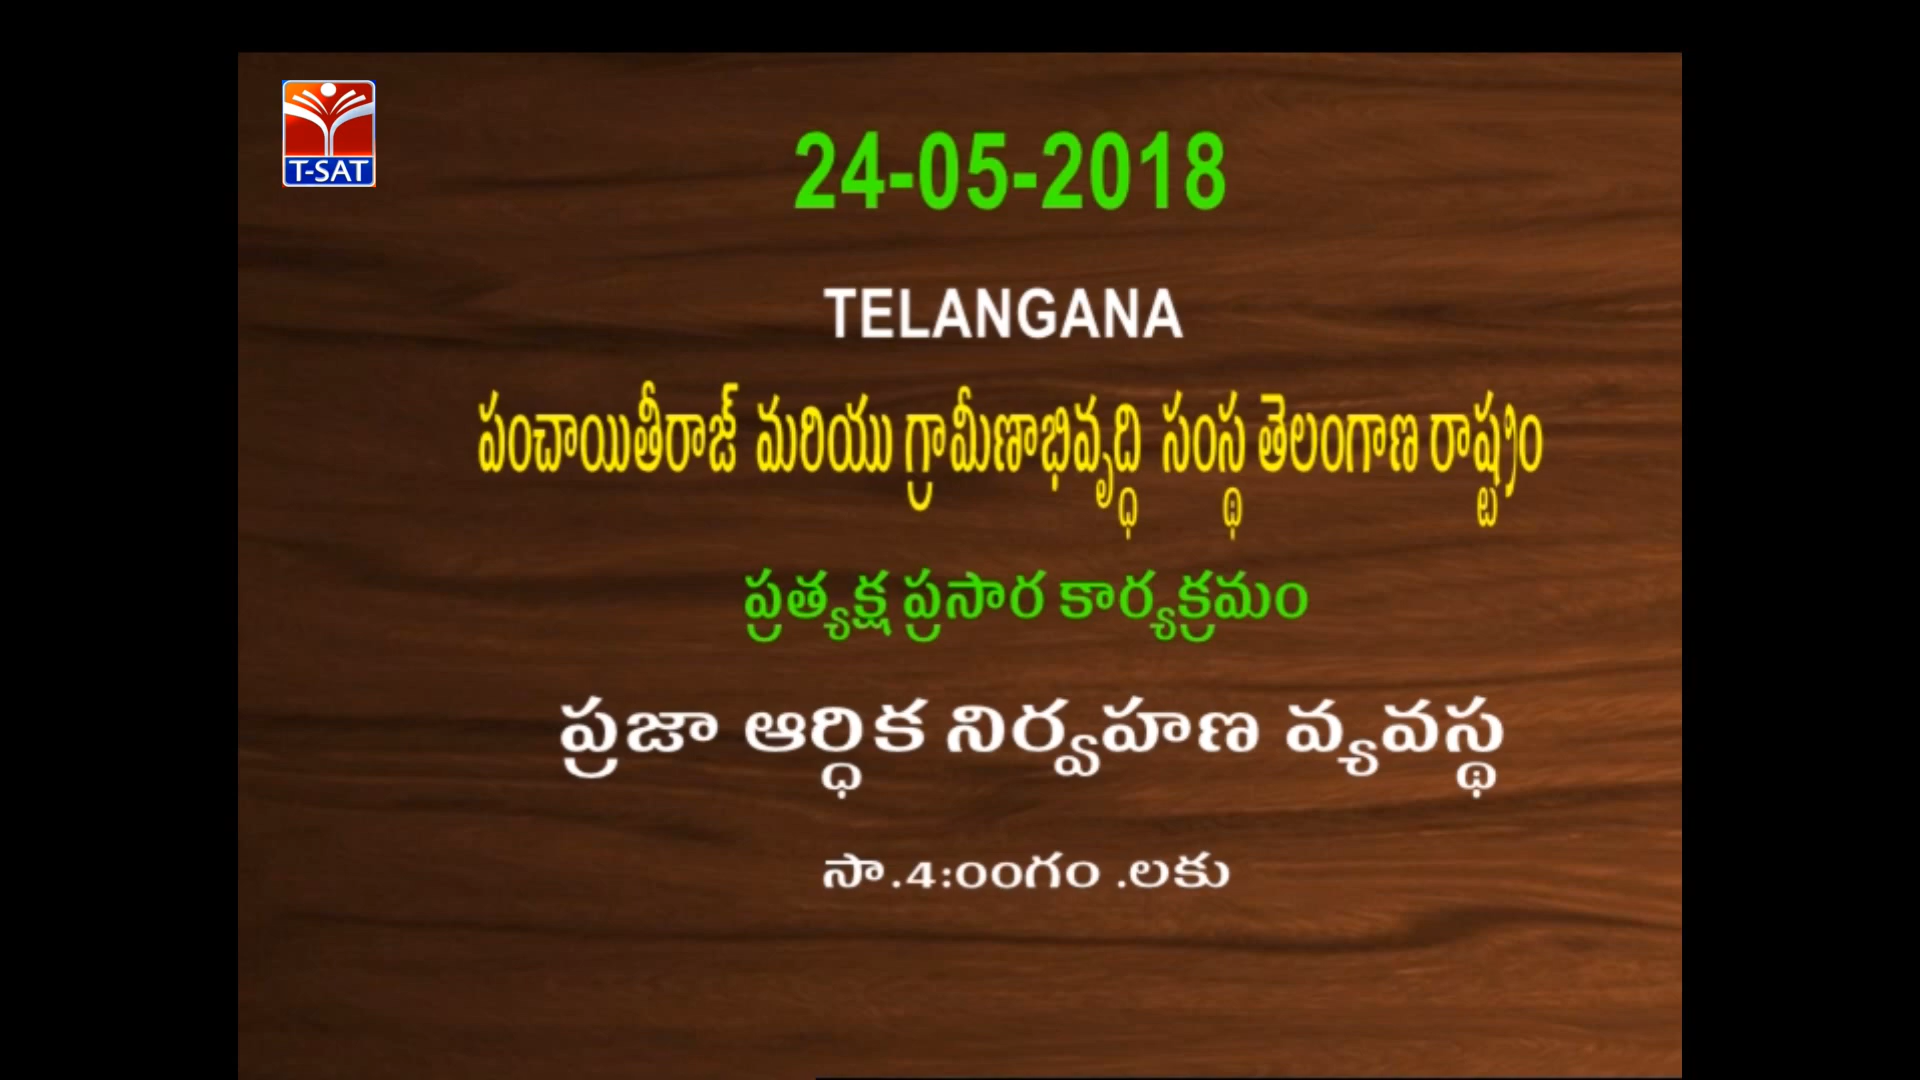 T-SAT
24-05-2018
TELANGANA
పంచాయితీరాజ్ మరియు గ్రామీణాభివృద్ధి సంస్థ తెలంగాణ రాష్ట్రం
ప్రత్యక్ష ప్రసార కార్యక్రమం
ప్రజా ఆర్ధిక నిర్వహణ వ్యవస్థ
సా.4:00గం .లకు